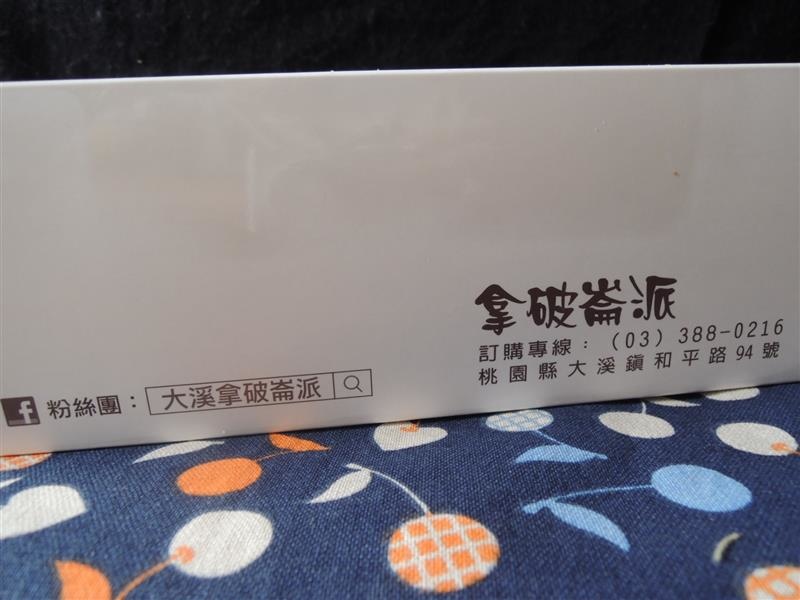 拿破崙派
訂購專線：(03) 388-0216
桃園縣大溪鎮和平路94號
f 粉絲團：大溪拿破崙派